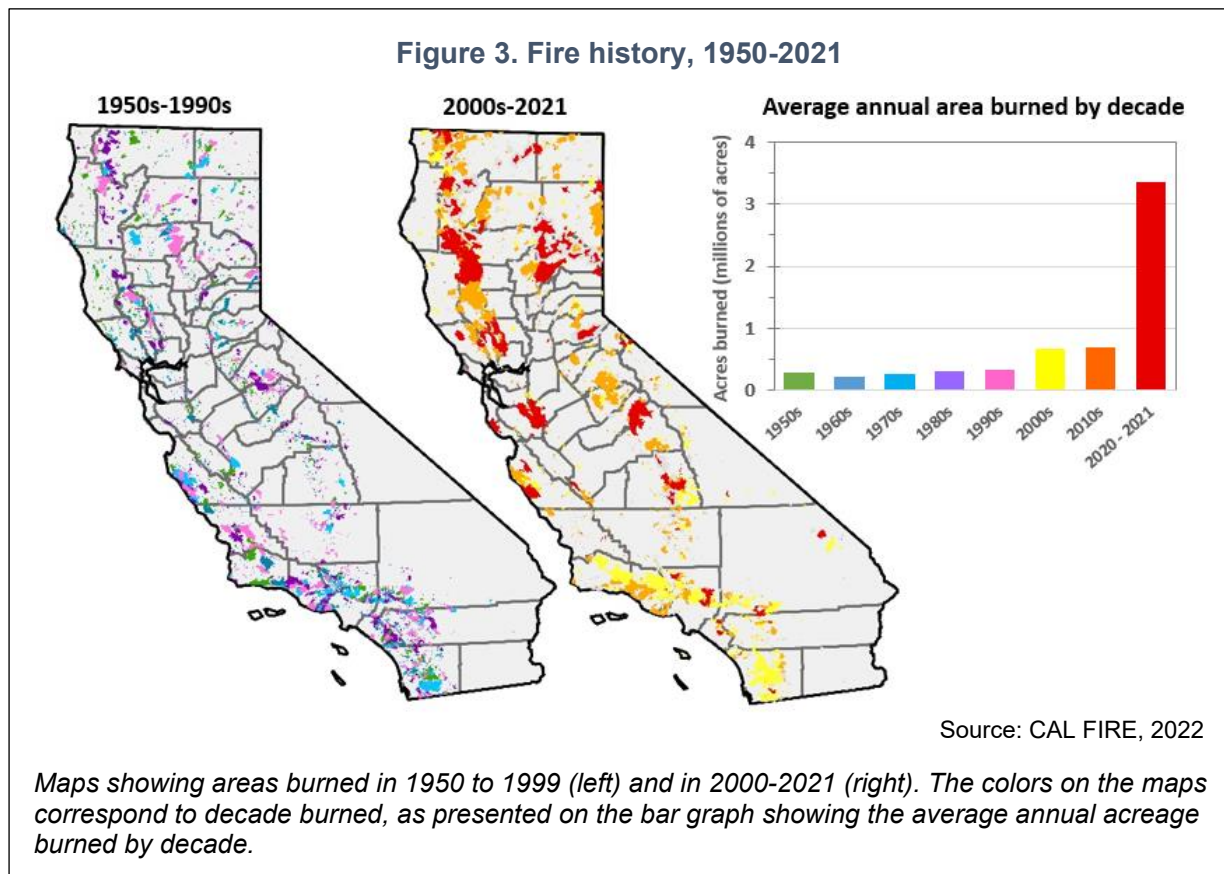 Figure 3. Fire history, 1950-2021
1950s-1990s
2000s-2021
Average annual area burned by decade
Acres burned (millions of acres)
4
3
2
1
0
1950s
1960s
1970s
1980s
1990s
2000s
2010s
2020 - 2021
Source: CAL FIRE, 2022
Maps showing areas burned in 1950 to 1999 (left) and in 2000-2021 (right). The colors on the maps
correspond to decade burned, as presented on the bar graph showing the average annual acreage
burned by decade.